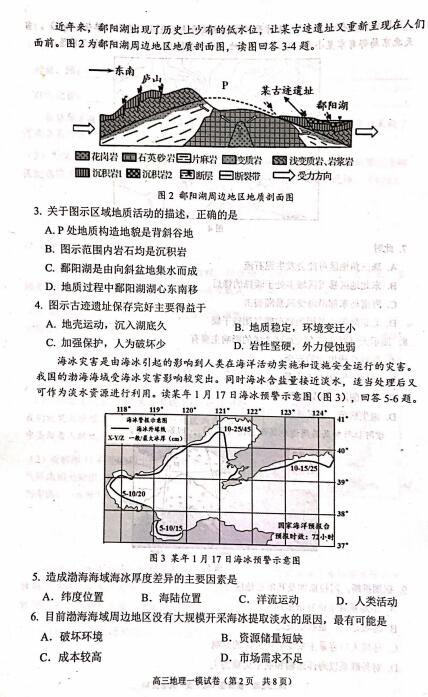 近年来，鄱阳湖出现了历史上少有的低水位，让某古迹遗址又重新呈现在人们
面前。图2为鄱阳湖周边地区地质剖面图，读图回答3-4题。
东南
庐山
P
某古迹遗址
鄱阳湖
花岗岩 石英砂岩 片麻岩 变质岩 浅变质岩、岩浆岩
沉积岩1 沉积岩2 断层 断裂带 受力方向
图2 鄱阳湖周边地区地质剖面图
3. 关于图示区域地质活动的描述，正确的是
A. P处地质构造地貌是背斜谷地
B. 图示范围内岩石均是沉积岩
C. 鄱阳湖是由向斜盆地集水而成
D. 地质过程中鄱阳湖湖心东南移
4. 图示古迹遗址保存完好主要得益于
A. 地壳运动，沉入湖底久
B. 地质稳定，环境变迁小
C. 加强保护，人为破坏少
D. 岩性坚硬，外力侵蚀弱
海冰灾害是由海冰引起的影响到人类在海洋活动实施和设施安全运行的灾害。
我国的渤海海域受海冰灾害影响较突出。同时海冰含盐量接近淡水，适当处理后又
可作为淡水资源进行利用。读某年1月17日海冰预警示意图（图3），回答5-6题。
118° 119° 120° 121° 122° 123° 124°
海冰警报示意图
海冰外缘线
X-Y/Z 一般/最大冰厚（cm）
10-25/45
10-15/25
5-10/20
5-10/15
41°
40°
39°
38°
37°
国家海洋预报台
预报时效：72小时
图3 某年1月17日海冰预警示意图
5. 造成渤海海域海冰厚度差异的主要因素是
A. 纬度位置 B. 海陆位置 C. 洋流运动 D. 人类活动
6. 目前渤海海域周边地区没有大规模开采海冰提取淡水的原因，最有可能是
A. 破坏环境
B. 资源储量短缺
C. 成本较高
D. 市场需求不足
高三地理一模试卷（第2页 共8页）